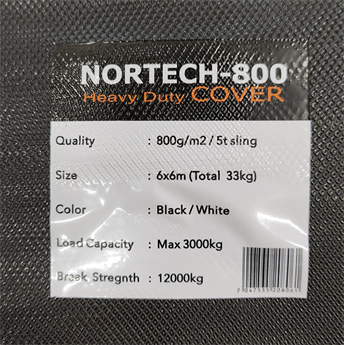 NORTECH-800
Heavy Duty COVER
Quality : 800g/m2 / 5t sling
Size : 6x6m (Total 33kg)
Color : Black / White
Load Capacity : Max 3000kg
Break Stregnth : 12000kg